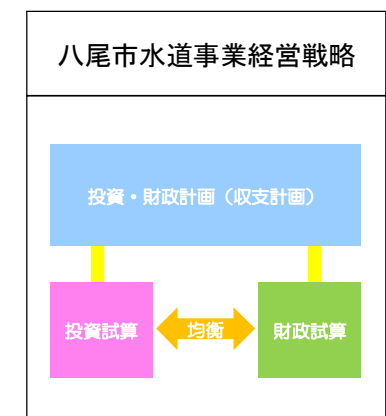 八尾市水道事業経営戦略
投資・財政計画（収支計画）
投資試算
均衡
財政試算